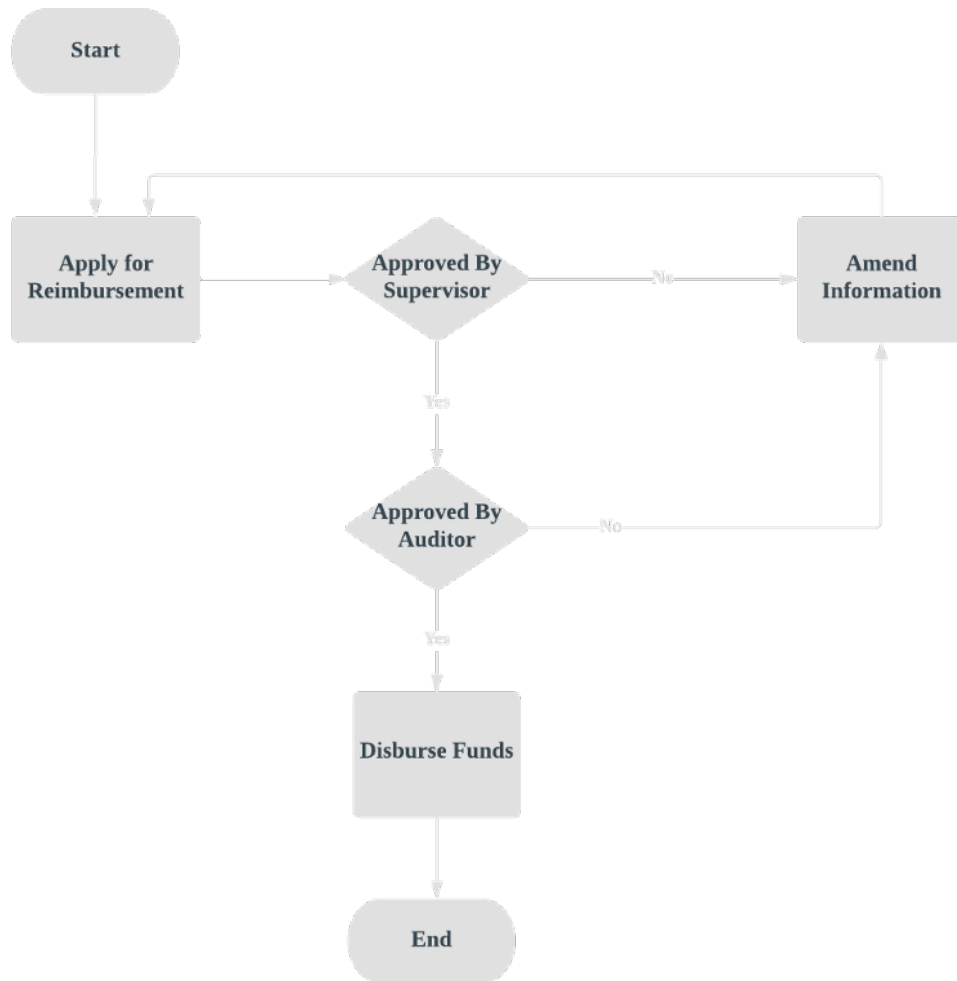 Start
Apply for
Reimbursement
Approved By
Supervisor
No
Amend
Information
Yes
Approved By
Auditor
No
Yes
Disburse Funds
End